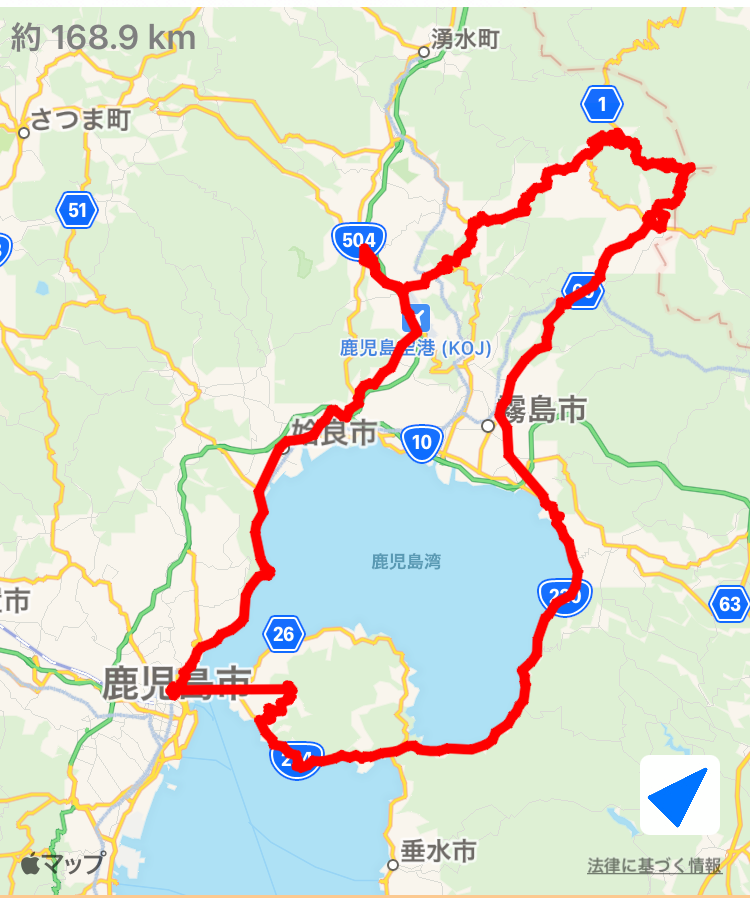 約 168.9 km
湧水町
1
さつま町
51
504
鹿児島空港 (KOJ)
霧島市
姶良市
10
鹿児島湾
63
26
鹿児島市
垂水市
マップ
法律に基づく情報